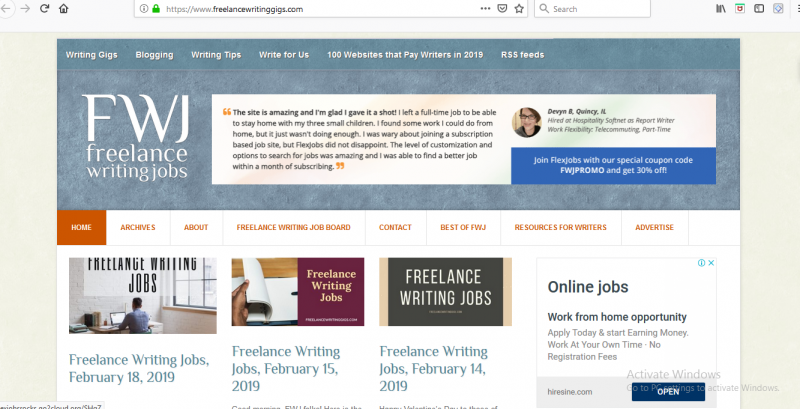 https://www.freelancewritinggigs.com
Search
Writing Gigs Blogging Writing Tips Write for Us 100 Websites that Pay Writers in 2019 RSS feeds
FWJ
freelance
writing jobs
The site is amazing and I'm glad I gave it a shot! I left a full-time job to be able
to stay home with my three small children. I found some work I could do from
home, but it just wasn't doing enough. I was wary about joining a subscription
based job site, but FlexJobs did not disappoint. The level of customization and
options to search for jobs was amazing and I was able to find a better job
within a month of subscribing.
Devyn B, Quincy, IL
Hired at Hospitality Softnet as Report Writer
Work Flexibility: Telecommuting, Part-Time
Join FlexJobs with our special coupon code
FWJPROMO and get 30% off!
HOME ARCHIVES ABOUT FREELANCE WRITING JOB BOARD CONTACT BEST OF FWJ RESOURCES FOR WRITERS ADVERTISE
FREELANCE WRITING
JOBS
Freelance Writing Jobs,
February 18, 2019
Freelance
Writing
Jobs
FREELANCEWRITINGGIGS.COM
Freelance Writing
Jobs, February 15,
2019
Good morning, FWJ folks! Here is the
FREELANCE
WRITING JOBS
FREELANCEWRITINGGIGS.COM
Freelance Writing
Jobs, February 14,
2019
Happy Valentine's Day to those of
Online jobs
Work from home opportunity
Apply Today & start Earning Money.
Work At Your Own Time · No
Registration Fees
hiresine.com
OPEN
Activate Windows
Go to PC settings to activate Windows.